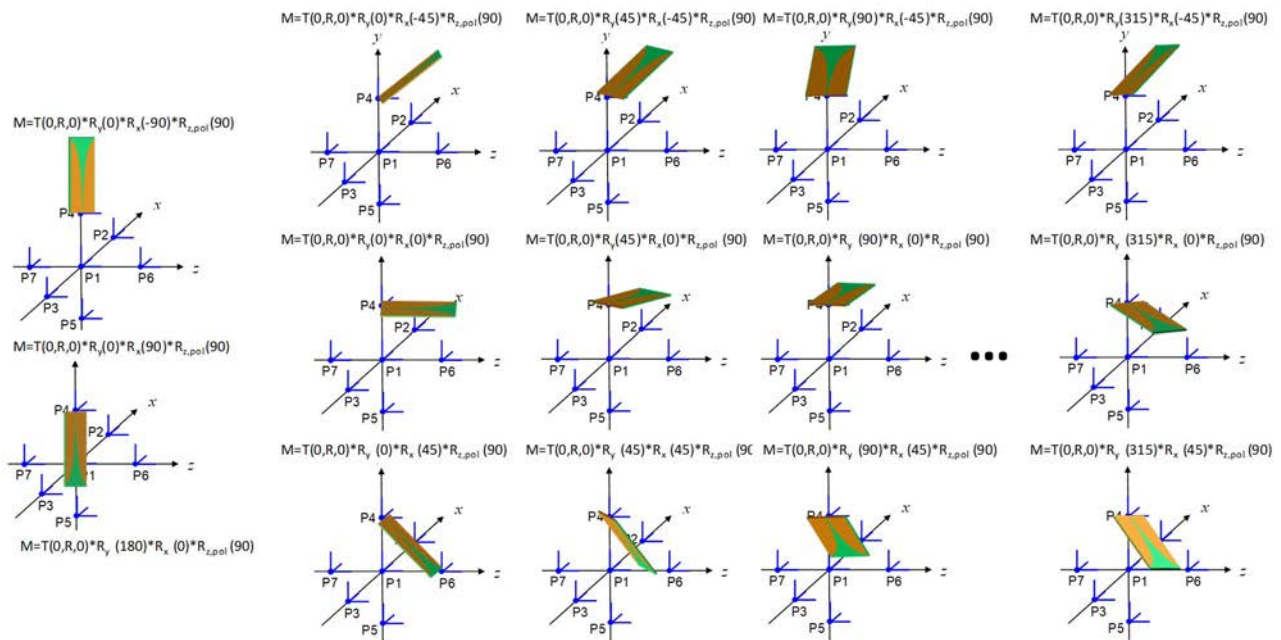 M=T(0,R,0)*Ry(0)*Rx(-45)*Rz,pol(90)
M=T(0,R,0)*Ry(45)*Rx(-45)*Rz,pol(90)
M=T(0,R,0)*Ry(90)*Rx(-45)*Rz,pol(90)
M=T(0,R,0)*Ry(315)*Rx(-45)*Rz,pol(90)
y
P4
x
P2
z
P7
P1
P6
P3
P5
y
P4
x
P2
z
P7
P1
P6
P3
P5
y
P4
x
P2
z
P7
P1
P6
P3
P5
y
P4
x
P2
z
P7
P1
P6
P3
P5
M=T(0,R,0)*Ry(0)*Rx(-90)*Rz,pol(90)
P4
x
P2
z
P7
P1
P6
P3
P5
M=T(0,R,0)*Ry(0)*Rx(0)*Rz,pol(90)
M=T(0,R,0)*Ry(45)*Rx(0)*Rz,pol (90)
M=T(0,R,0)*Ry (90)*Rx (0)*Rz,pol (90)
M=T(0,R,0)*Ry (315)*Rx (0)*Rz,pol (90)
P4
x
P2
z
P7
P1
P6
P3
P5
P4
x
P2
z
P7
P1
P6
P3
P5
P4
x
P2
z
P7
P1
P6
P3
P5
•••
P4
x
P2
z
P7
P1
P6
P3
P5
M=T(0,R,0)*Ry(0)*Rx(90)*Rz,pol(90)
P4
x
P2
z
P7
P1
P6
P3
P5
M=T(0,R,0)*Ry (180)*Rx (0)*Rz,pol (90)
M=T(0,R,0)*Ry (0)*Rx (45)*Rz,pol (90)
M=T(0,R,0)*Ry (45)*Rx (45)*Rz,pol (90
M=T(0,R,0)*Ry (90)*Rx (45)*Rz,pol (90)
M=T(0,R,0)*Ry (315)*Rx (45)*Rz,pol (90)
P4
x
z
P7
P1
P6
P3
P5
P4
x
z
P7
P1
P6
P3
P5
P4
x
z
P7
P1
P6
P3
P5
P4
x
z
P7
P1
P6
P3
P5